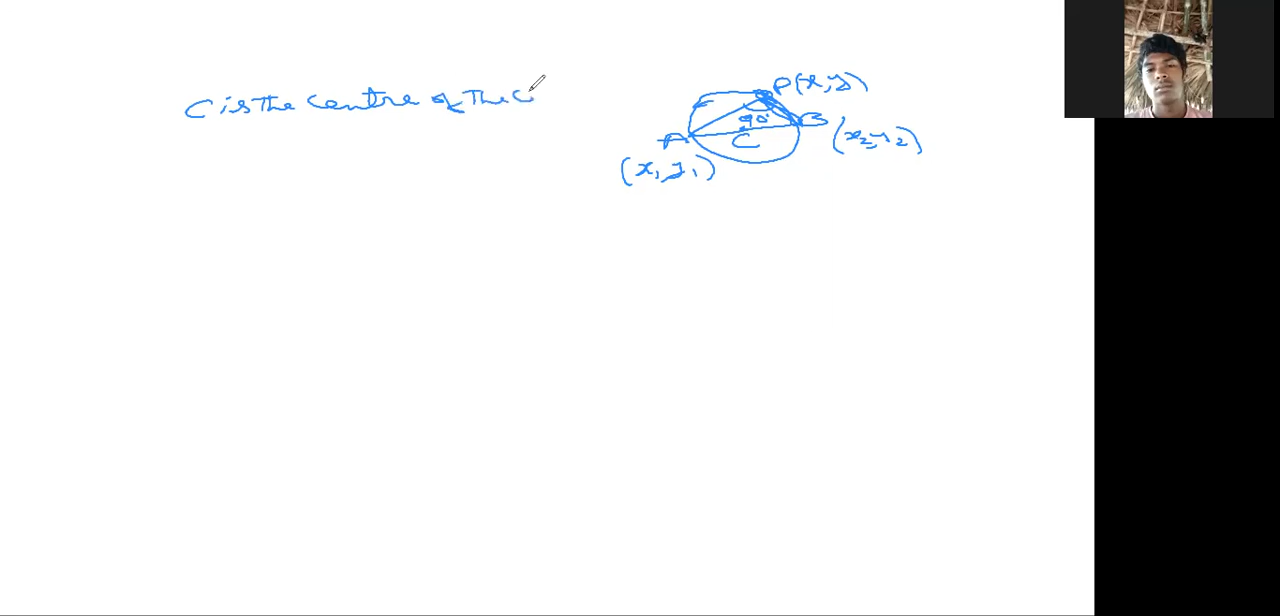 C is the centre of the C
P(x,y)
90°
A
C
B
(x₁ y₁)
(x₂, y₂)